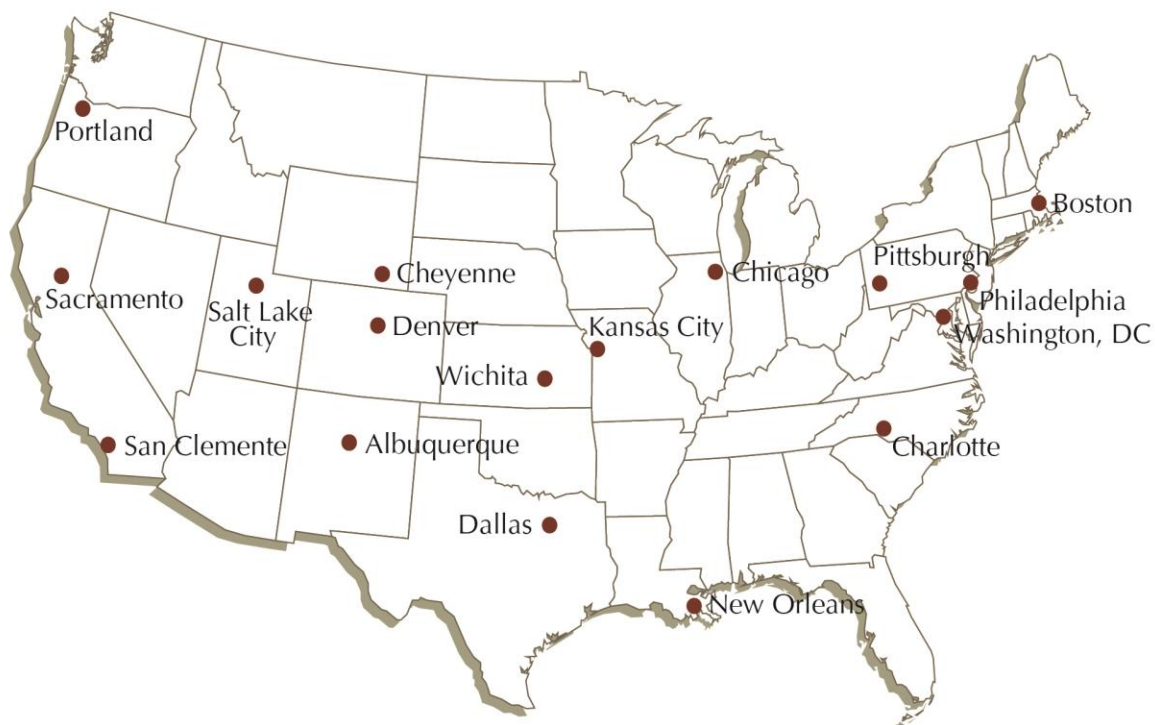 Portland
Boston
Pittsburgh
Cheyenne
Chicago
Sacramento
Salt Lake
City
Philadelphia
Denver
Kansas City
Washington, DC
Wichita
San Clemente
Albuquerque
Charlotte
Dallas
New Orleans